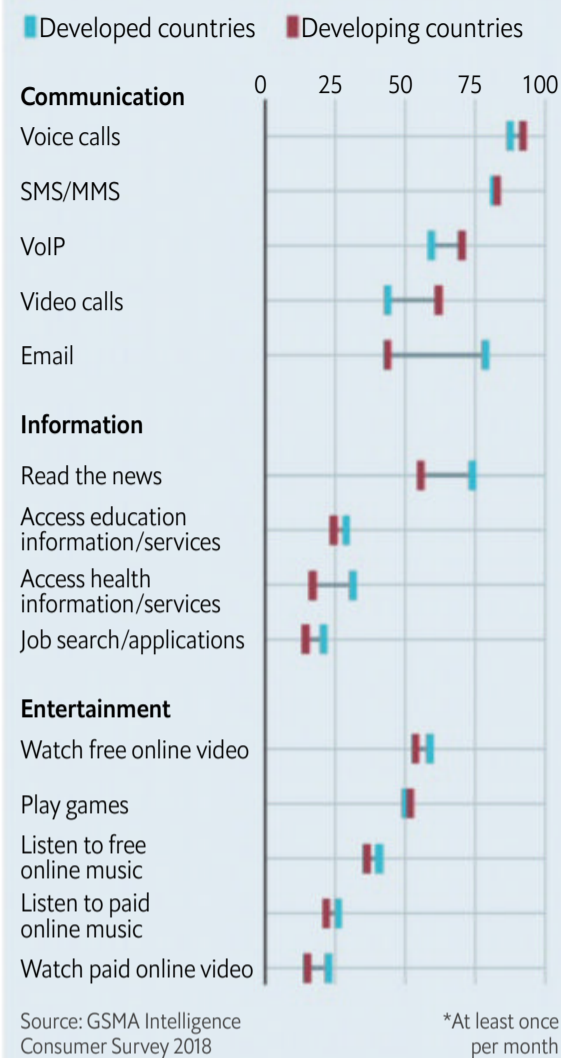 Developed countries Developing countries
0 25 50 75 100
Communication
Voice calls
SMS/MMS
VoIP
Video calls
Email
Information
Read the news
Access education
information/services
Access health
information/services
Job search/applications
Entertainment
Watch free online video
Play games
Listen to free
online music
Listen to paid
online music
Watch paid online video
Source: GSMA Intelligence
Consumer Survey 2018
*At least once
per month